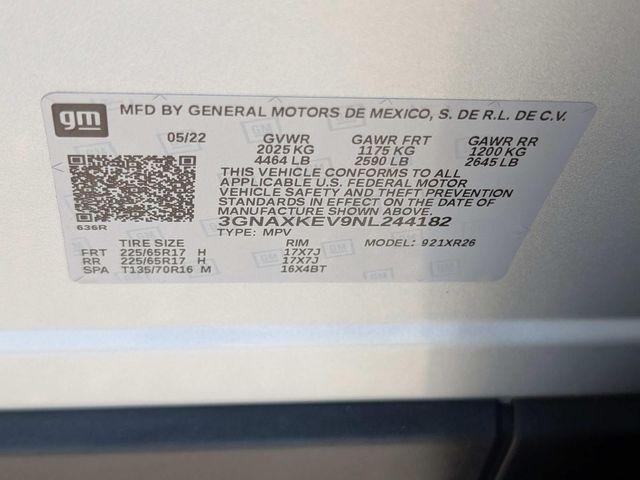 gm MFD BY GENERAL MOTORS DE MEXICO, S. DE R.L. DE C.V.
05/22 GVWR GAWR FRT GAWR RR
2025 KG 1175 KG 1200 KG
4464 LB 2590 LB 2645 LB
THIS VEHICLE CONFORMS TO ALL
APPLICABLE U.S. FEDERAL MOTOR
VEHICLE SAFETY AND THEFT PREVENTION
STANDARDS IN EFFECT ON THE DATE OF
MANUFACTURE SHOWN ABOVE.
3GNAXKEV9NL244182
636R TYPE: MPV
TIRE SIZE RIM MODEL: 921XR26
FRT 225/65R17 H 17X7J
RR 225/65R17 H 17X7J
SPA T135/70R16 M 16X4BT